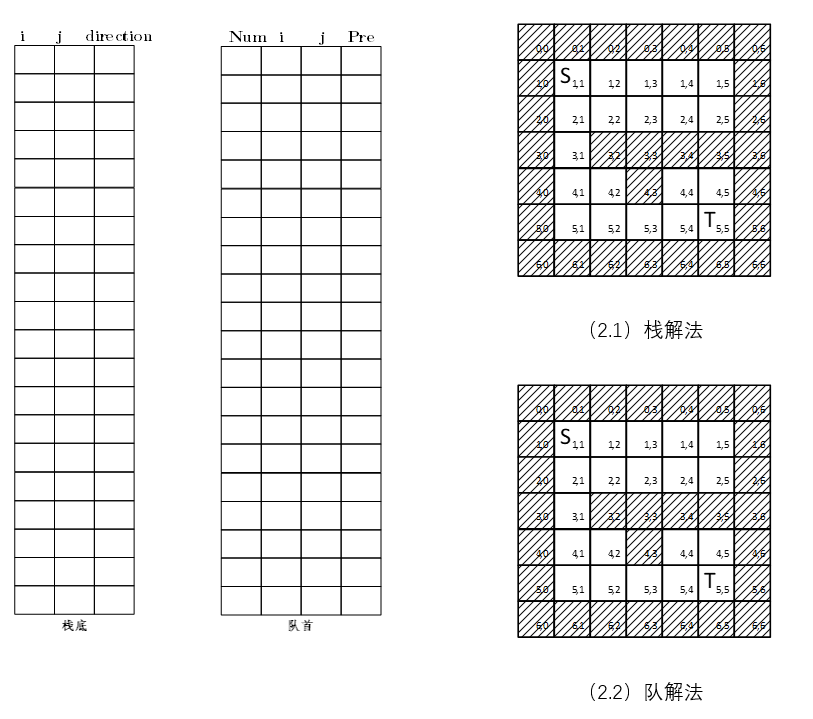 i j direction
栈底
Num i j Pre
队首
0,0 0,1 0,2 0,3 0,4 0,5 0,6
1,0 S 1,1 1,2 1,3 1,4 1,5 1,6
2,0 2,1 2,2 2,3 2,4 2,5 2,6
3,0 3,1 3,2 3,3 3,4 3,5 3,6
4,0 4,1 4,2 4,3 4,4 4,5 4,6
5,0 5,1 5,2 5,3 5,4 T 5,5 5,6
6,0 6,1 6,2 6,3 6,4 6,5 6,6
（2.1）栈解法
0,0 0,1 0,2 0,3 0,4 0,5 0,6
1,0 S 1,1 1,2 1,3 1,4 1,5 1,6
2,0 2,1 2,2 2,3 2,4 2,5 2,6
3,0 3,1 3,2 3,3 3,4 3,5 3,6
4,0 4,1 4,2 4,3 4,4 4,5 4,6
5,0 5,1 5,2 5,3 5,4 T 5,5 5,6
6,0 6,1 6,2 6,3 6,4 6,5 6,6
（2.2）队解法